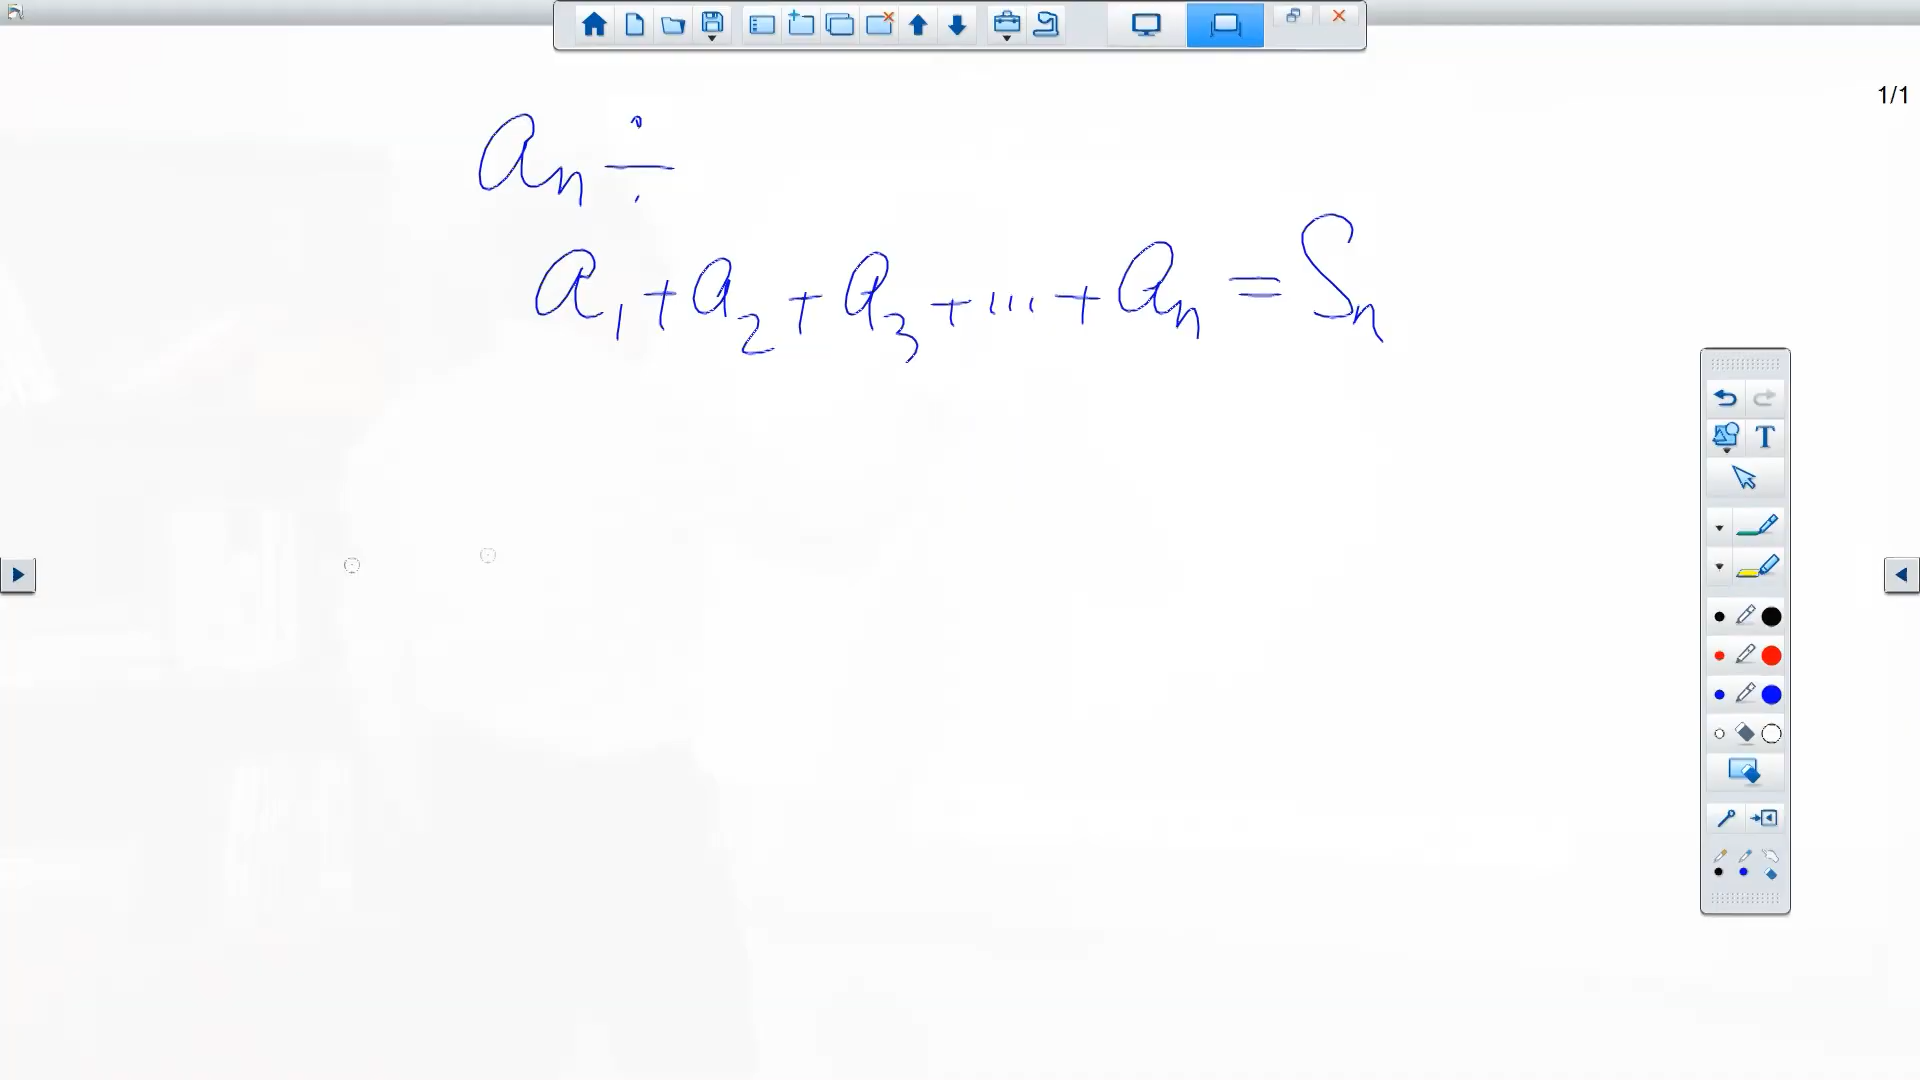 1/1
aₙ ÷
a₁ + a₂ + a₃ + ... + aₙ = Sₙ
T